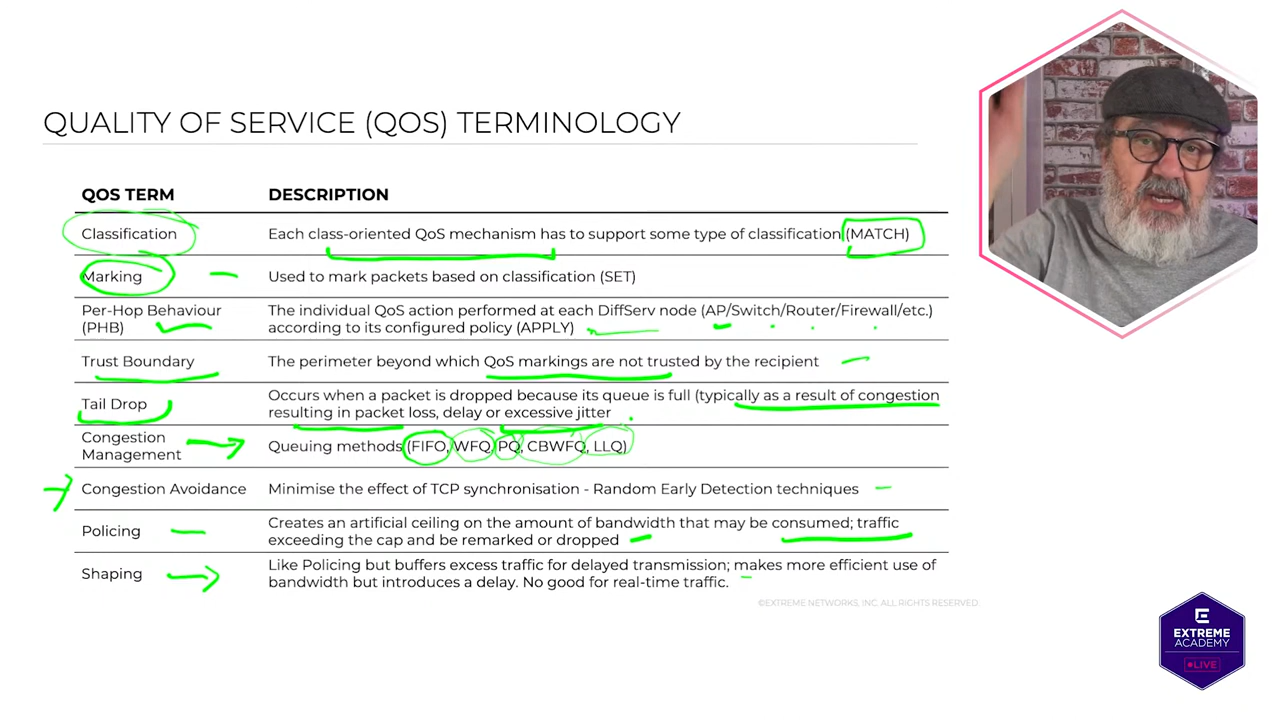 QUALITY OF SERVICE (QOS) TERMINOLOGY
QOS TERM DESCRIPTION
Classification Each class-oriented QoS mechanism has to support some type of classification (MATCH)
Marking Used to mark packets based on classification (SET)
Per-Hop Behaviour The individual QoS action performed at each DiffServ node (AP/Switch/Router/Firewall/etc.)
(PHB) according to its configured policy (APPLY)
Trust Boundary The perimeter beyond which QoS markings are not trusted by the recipient
Tail Drop Occurs when a packet is dropped because its queue is full (typically as a result of congestion
resulting in packet loss, delay or excessive jitter
Congestion
Management Queuing methods (FIFO, WFQ, PQ, CBWFQ, LLQ)
Congestion Avoidance Minimise the effect of TCP synchronisation - Random Early Detection techniques
Policing Creates an artificial ceiling on the amount of bandwidth that may be consumed; traffic
exceeding the cap and be remarked or dropped
Shaping Like Policing but buffers excess traffic for delayed transmission; makes more efficient use of
bandwidth but introduces a delay. No good for real-time traffic.
©EXTREME NETWORKS, INC. ALL RIGHTS RESERVED.
EXTREME
ACADEMY
LIVE